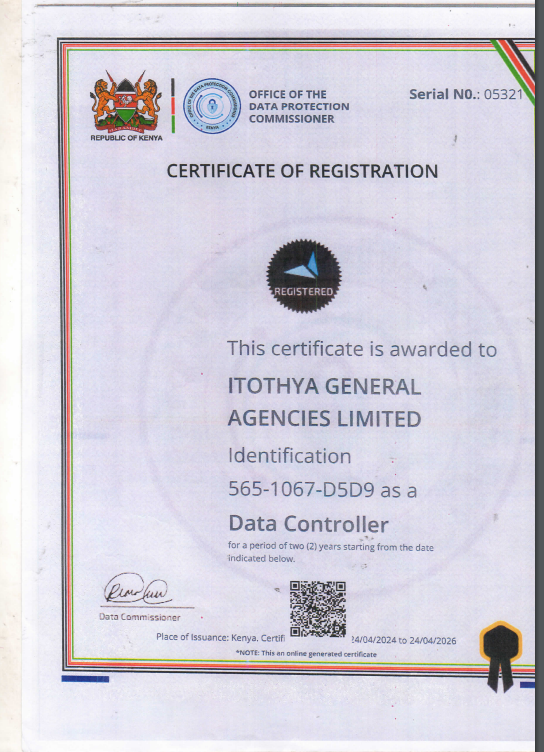 OFFICE OF THE
DATA PROTECTION
COMMISSIONER
Serial N0.: 05321
REPUBLIC OF KENYA
CERTIFICATE OF REGISTRATION
REGISTERED
This certificate is awarded to
ITOTHYA GENERAL
AGENCIES LIMITED
Identification
565-1067-D5D9 as a
Data Controller
for a period of two (2) years starting from the date
indicated below.
Data Commissioner
Place of Issuance: Kenya. Certifi 24/04/2024 to 24/04/2026
*NOTE: This an online generated certificate